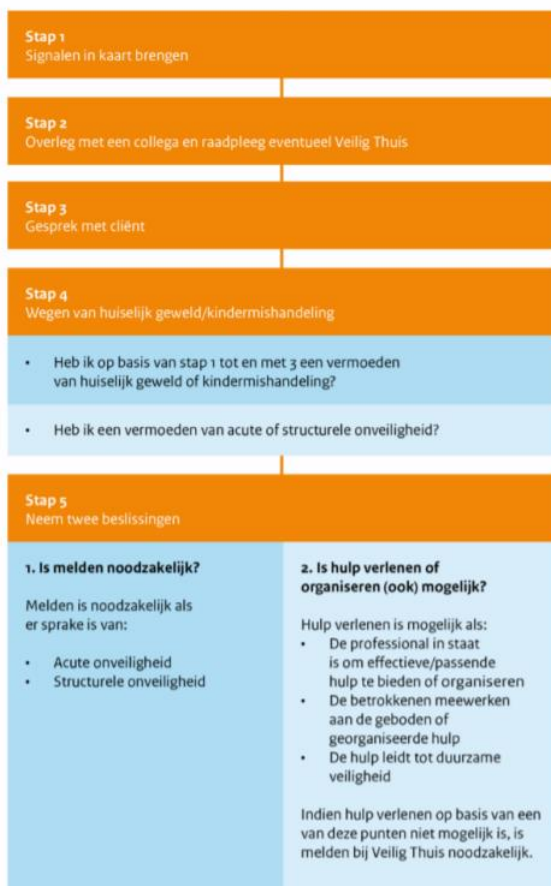 Stap 1
Signalen in kaart brengen
Stap 2
Overleg met een collega en raadpleeg eventueel Veilig Thuis
Stap 3
Gesprek met cliënt
Stap 4
Wegen van huiselijk geweld/kindermishandeling
• Heb ik op basis van stap 1 tot en met 3 een vermoeden
van huiselijk geweld of kindermishandeling?
• Heb ik een vermoeden van acute of structurele onveiligheid?
Stap 5
Neem twee beslissingen
1. Is melden noodzakelijk?
Melden is noodzakelijk als
er sprake is van:
• Acute onveiligheid
• Structurele onveiligheid
2. Is hulp verlenen of
organiseren (ook) mogelijk?
Hulp verlenen is mogelijk als:
• De professional in staat
is om effectieve/passende
hulp te bieden of organiseren
• De betrokkenen meewerken
aan de geboden of
georganiseerde hulp
• De hulp leidt tot duurzame
veiligheid
Indien hulp verlenen op basis van een
van deze punten niet mogelijk is, is
melden bij Veilig Thuis noodzakelijk.